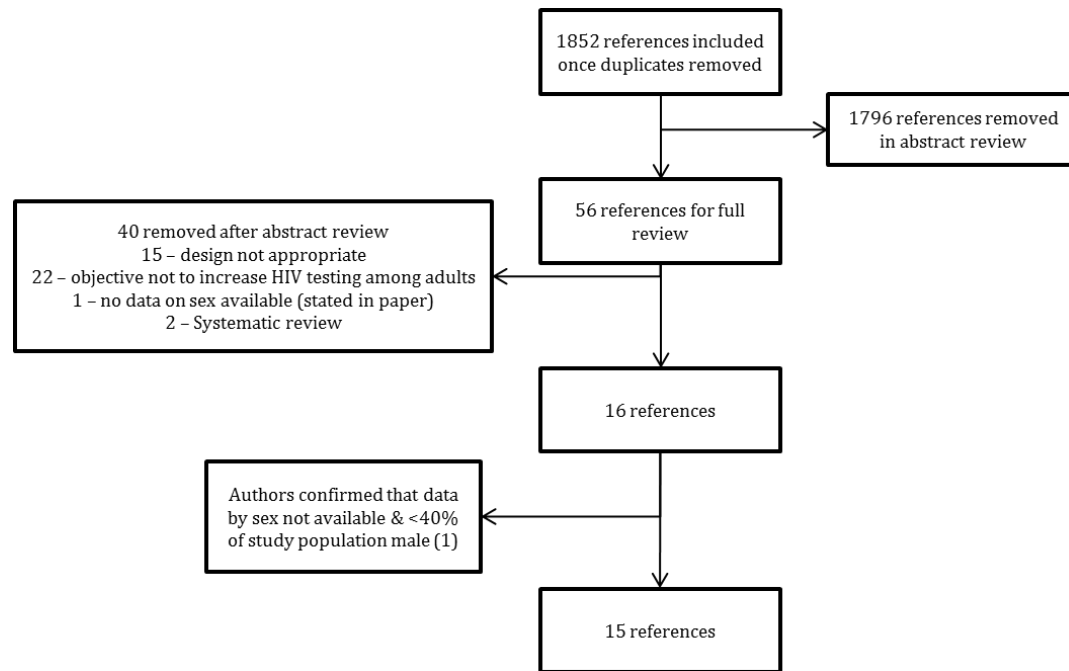 1852 references included
once duplicates removed
1796 references removed
in abstract review
56 references for full
review
40 removed after abstract review
15 – design not appropriate
22 – objective not to increase HIV testing among adults
1 – no data on sex available (stated in paper)
2 – Systematic review
16 references
Authors confirmed that data
by sex not available & <40%
of study population male (1)
15 references